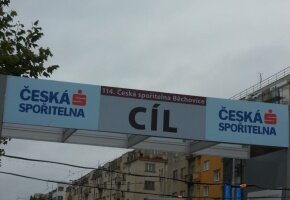 114. Česká spořitelna Běchovice
ČESKÁ
SPOŘITELNA
CÍL
ČESKÁ
SPOŘITELNA